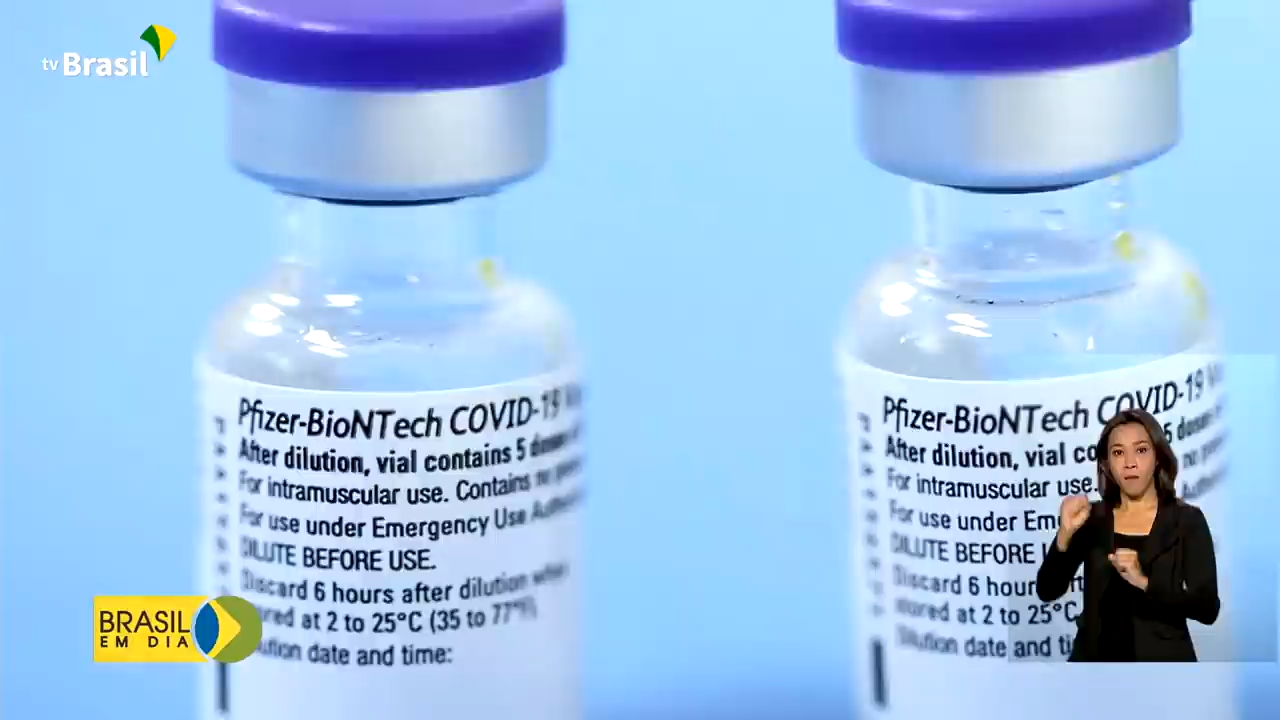 tv Brasil
Pfizer-BioNTech COVID-19
After dilution, vial contains 5
For intramuscular use. Contains no
For use under Emergency Use
DILUTE BEFORE USE.
Discard 6 hours after dilution when
stored at 2 to 25°C (35 to 77°F).
Dilution date and time:
Pfizer-BioNTech COVID-19
After dilution, vial 5
For intramuscular use.
For use under
DILUTE BEFORE
Discard 6
stored at 2 to 25°C
Dilution date and
BRASIL
EM DIA